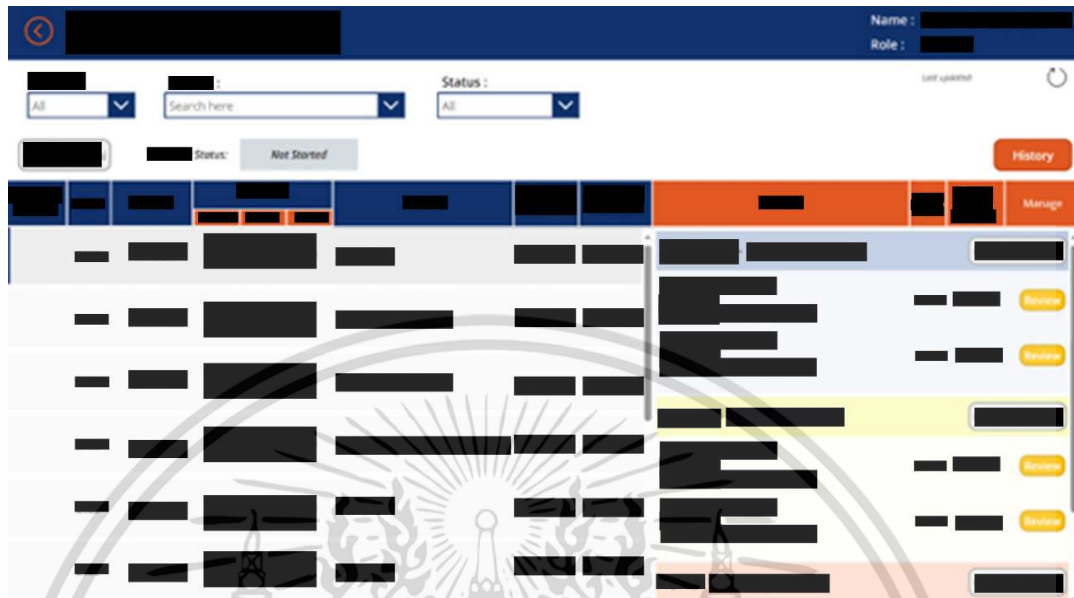 Name :
Role :
:
Status :
Last updated:
All
Search here
All
Status:
Not Started
History
Manage
Review
Review
Review
Review